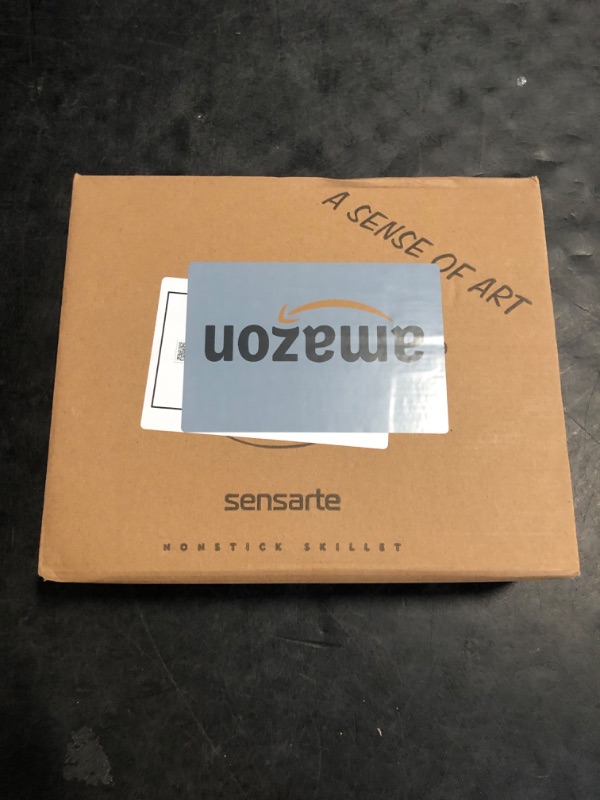 A SENSE OF ART
amazon
sensarte
NONSTICK SKILLET